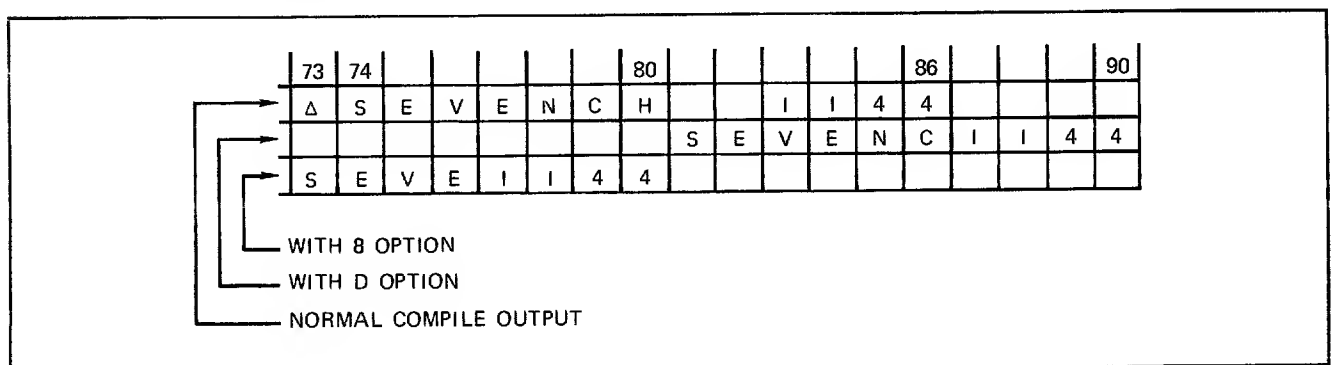 73 74 80 86 90
Δ S E V E N C H I I 4 4
S E V E N C I I 4 4
S E V E I I 4 4
WITH 8 OPTION
WITH D OPTION
NORMAL COMPILE OUTPUT